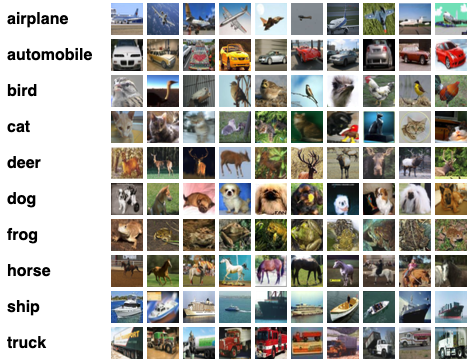 airplane
automobile
bird
cat
deer
dog
frog
horse
ship
truck